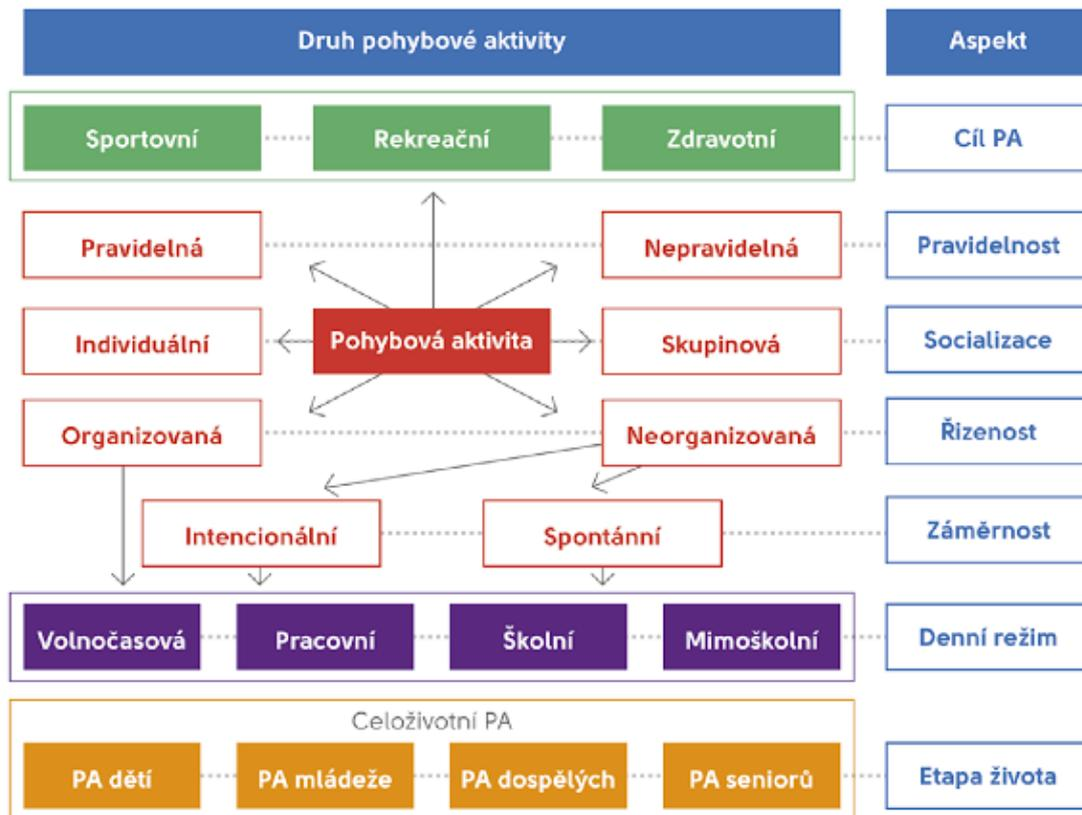 Druh pohybové aktivity
Aspekt
Sportovní
Rekreační
Zdravotní
Cíl PA
Pravidelná
Nepravidelná
Pravidelnost
Individuální
Pohybová aktivita
Skupinová
Socializace
Organizovaná
Neorganizovaná
Řizenost
Intencionální
Spontánní
Záměrnost
Volnočasová
Pracovní
Školní
Mimoškolní
Denní režim
Celoživotní PA
PA dětí
PA mládeže
PA dospělých
PA seniorů
Etapa života